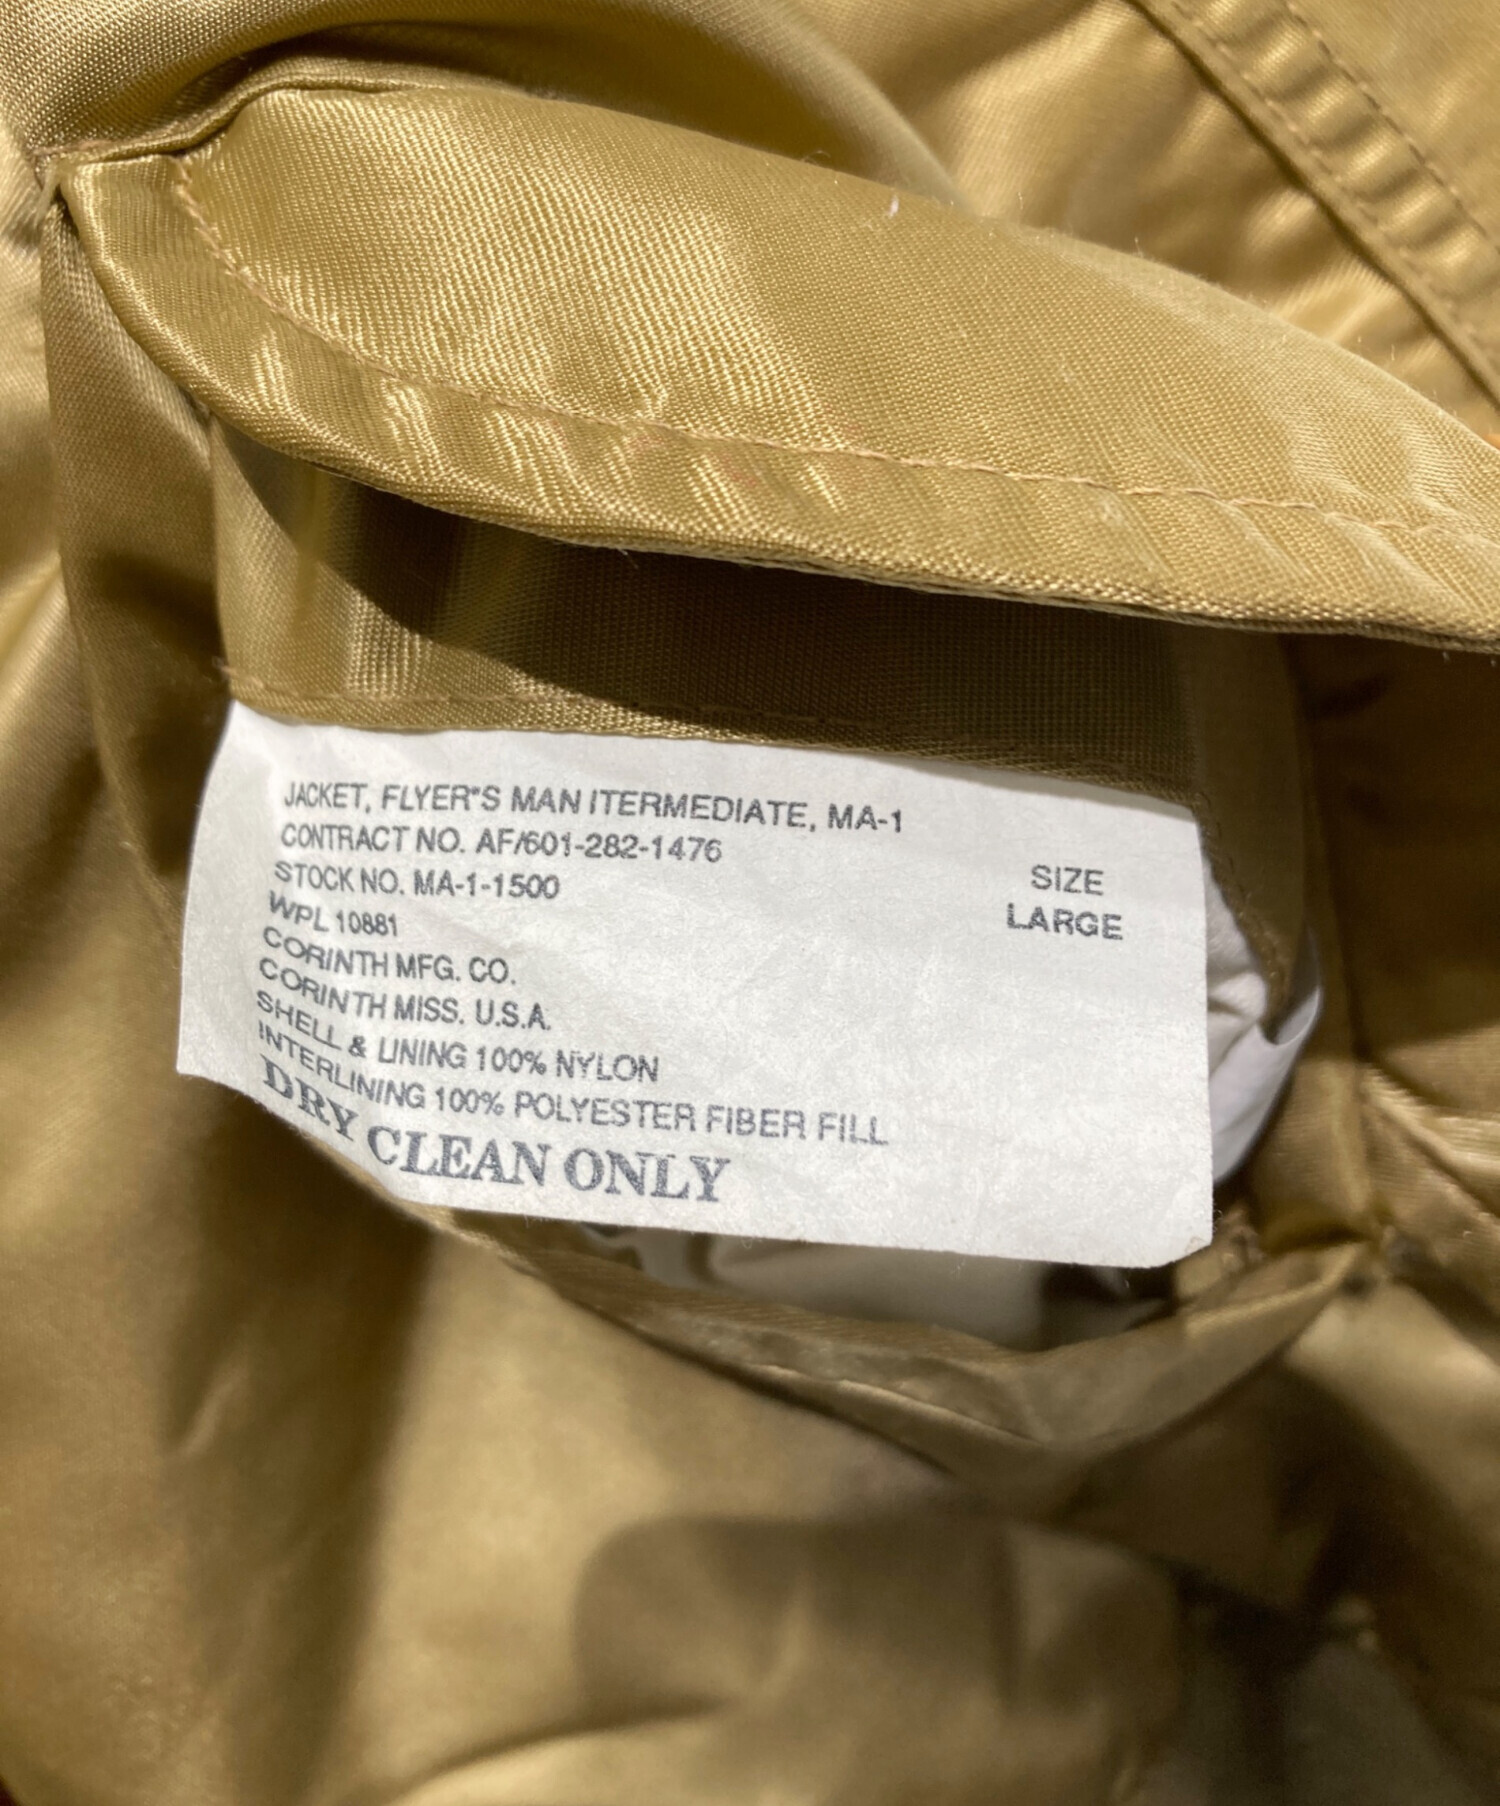 JACKET, FLYER"S MAN ITERMEDIATE, MA-1
CONTRACT NO. AF/601-282-1476
STOCK NO. MA-1-1500
WPL 10881
CORINTH MFG. CO.
CORINTH MISS. U.S.A.
SHELL & LINING 100% NYLON
INTERLINING 100% POLYESTER FIBER FILL
DRY CLEAN ONLY
SIZE
LARGE